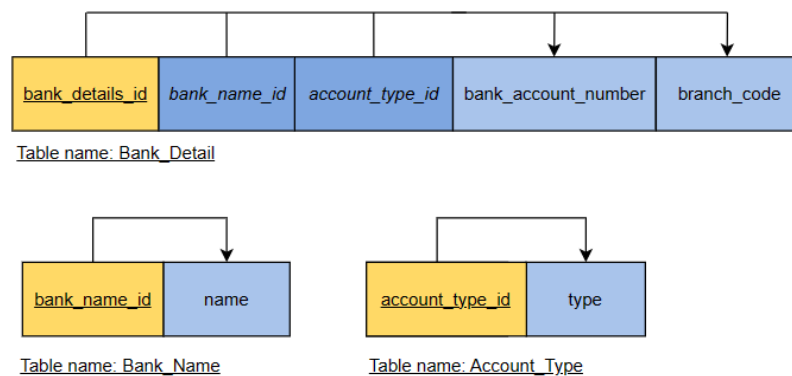 bank_details_id bank_name_id account_type_id bank_account_number branch_code
Table name: Bank_Detail
bank_name_id name account_type_id type
Table name: Bank_Name Table name: Account_Type